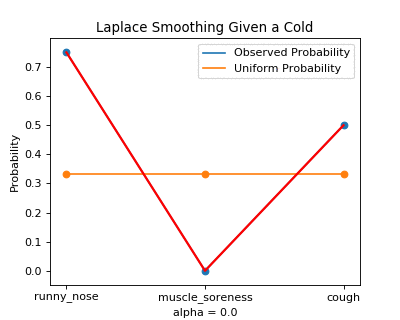 Laplace Smoothing Given a Cold
Observed Probability
Uniform Probability
Probability
0.7
0.6
0.5
0.4
0.3
0.2
0.1
0.0
runny_nose muscle_soreness cough
alpha = 0.0